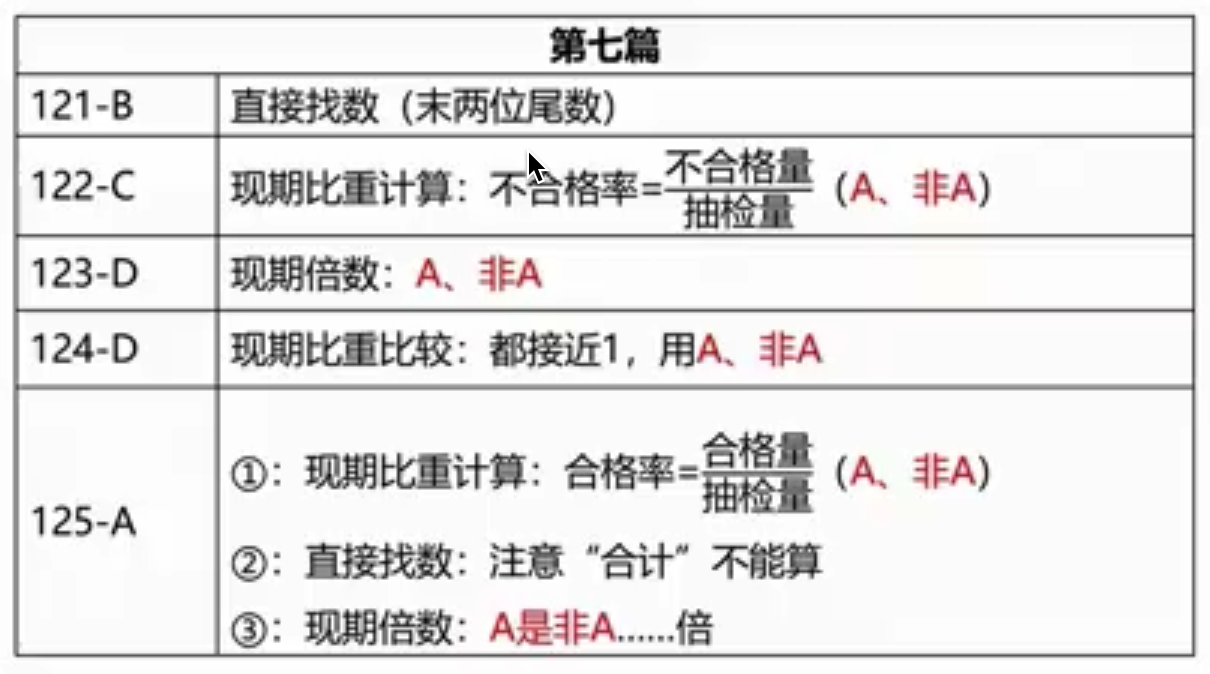 第七篇
121-B 直接找数（末两位尾数）
122-C 现期比重计算：不合格率=不合格量/抽检量（A、非A）
123-D 现期倍数：A、非A
124-D 现期比重比较：都接近1，用A、非A
125-A ①：现期比重计算：合格率=合格量/抽检量（A、非A）
②：直接找数：注意“合计”不能算
③：现期倍数：A是非A……倍